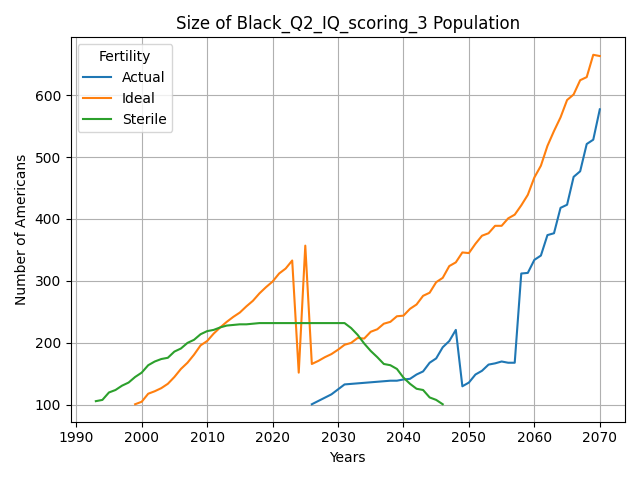 Size of Black_Q2_IQ_scoring_3 Population
Fertility
Actual
Ideal
Sterile
Number of Americans
600
500
400
300
200
100
1990
2000
2010
2020
2030
2040
2050
2060
2070
Years